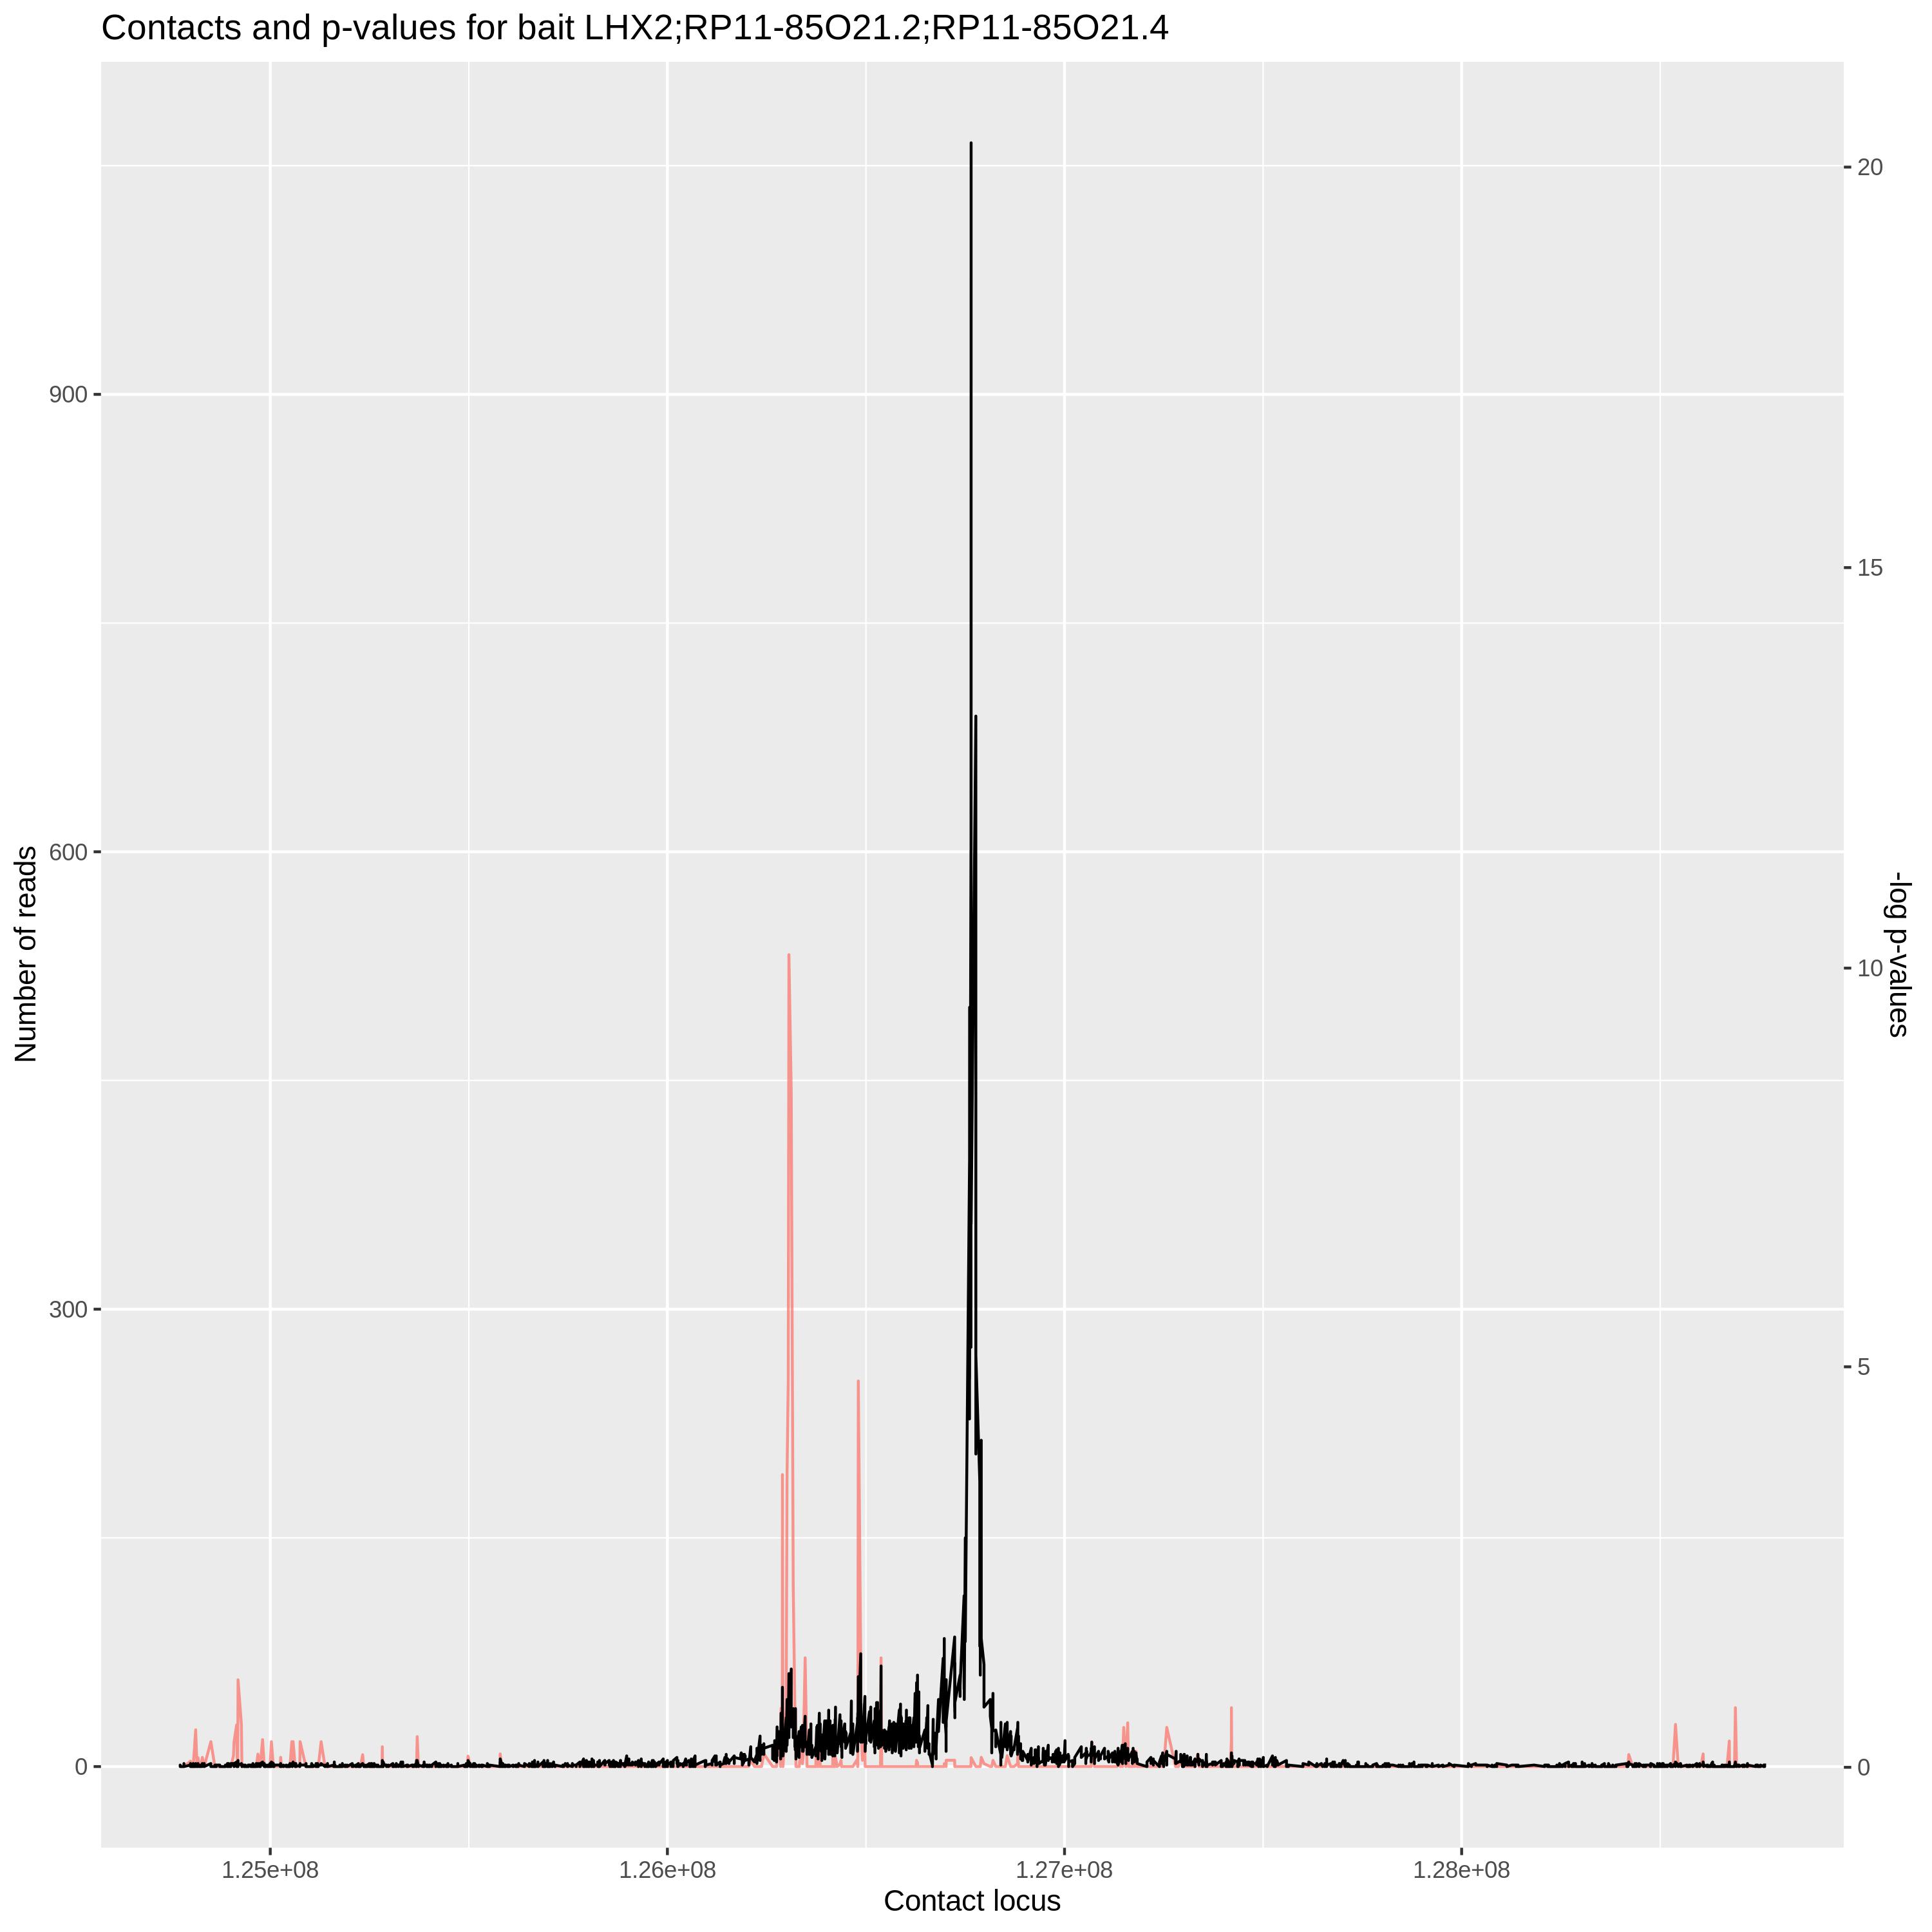 Contacts and p-values for bait LHX2;RP11-85O21.2;RP11-85O21.4
Number of reads
900
600
300
0
20
15
10
5
0
-log p-values
1.25e+08
1.26e+08
1.27e+08
1.28e+08
Contact locus